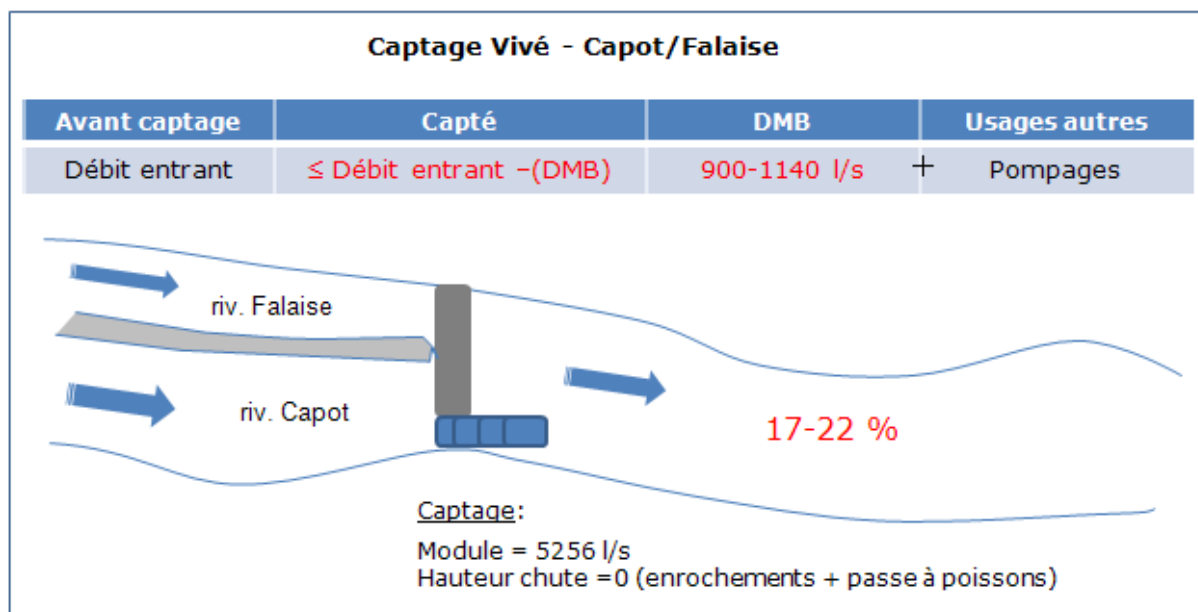 Captage Vivé - Capot/Falaise
Avant captage Capté DMB Usages autres
Débit entrant ≤ Débit entrant –(DMB) 900-1140 l/s + Pompages
riv. Falaise
riv. Capot
17-22 %
Captage:
Module = 5256 l/s
Hauteur chute =0 (enrochements + passe à poissons)